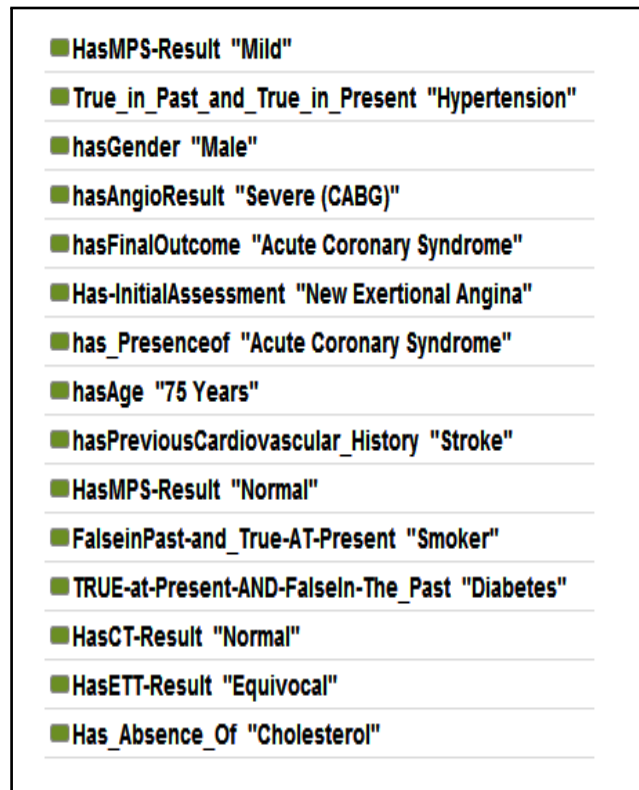 HasMPS-Result "Mild"
True_in_Past_and_True_in_Present "Hypertension"
hasGender "Male"
hasAngioResult "Severe (CABG)"
hasFinalOutcome "Acute Coronary Syndrome"
Has-InitialAssessment "New Exertional Angina"
has_Presenceof "Acute Coronary Syndrome"
hasAge "75 Years"
hasPreviousCardiovascular_History "Stroke"
HasMPS-Result "Normal"
FalseinPast-and_True-AT-Present "Smoker"
TRUE-at-Present-AND-FalseIn-The_Past "Diabetes"
HasCT-Result "Normal"
HasETT-Result "Equivocal"
Has_Absence_Of "Cholesterol"